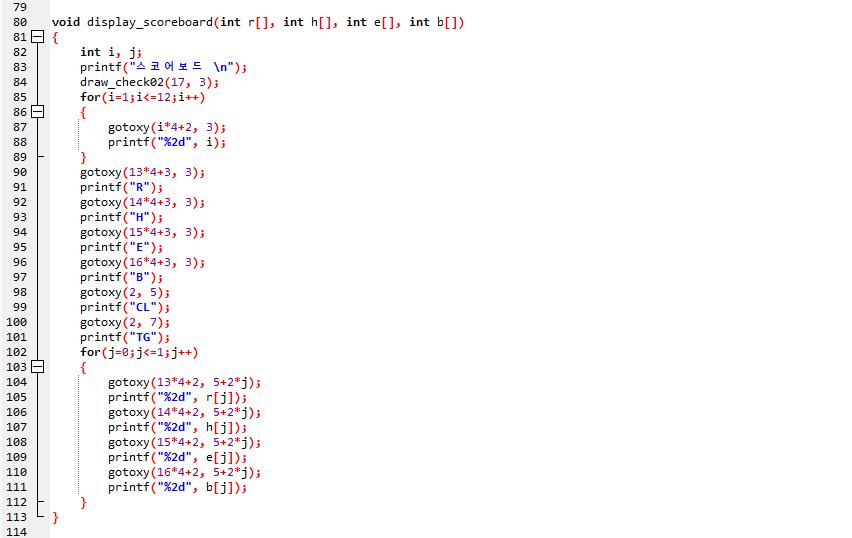 79
80 void display_scoreboard(int r[], int h[], int e[], int b[])
81 {
82 int i, j;
83 printf("스코어보드 \n");
84 draw_check02(17, 3);
85 for(i=1;i<=12;i++)
86 {
87 gotoxy(i*4+2, 3);
88 printf("%2d", i);
89 }
90 gotoxy(13*4+3, 3);
91 printf("R");
92 gotoxy(14*4+3, 3);
93 printf("H");
94 gotoxy(15*4+3, 3);
95 printf("E");
96 gotoxy(16*4+3, 3);
97 printf("B");
98 gotoxy(2, 5);
99 printf("CL");
100 gotoxy(2, 7);
101 printf("TG");
102 for(j=0;j<=1;j++)
103 {
104 gotoxy(13*4+2, 5+2*j);
105 printf("%2d", r[j]);
106 gotoxy(14*4+2, 5+2*j);
107 printf("%2d", h[j]);
108 gotoxy(15*4+2, 5+2*j);
109 printf("%2d", e[j]);
110 gotoxy(16*4+2, 5+2*j);
111 printf("%2d", b[j]);
112 }
113 }
114